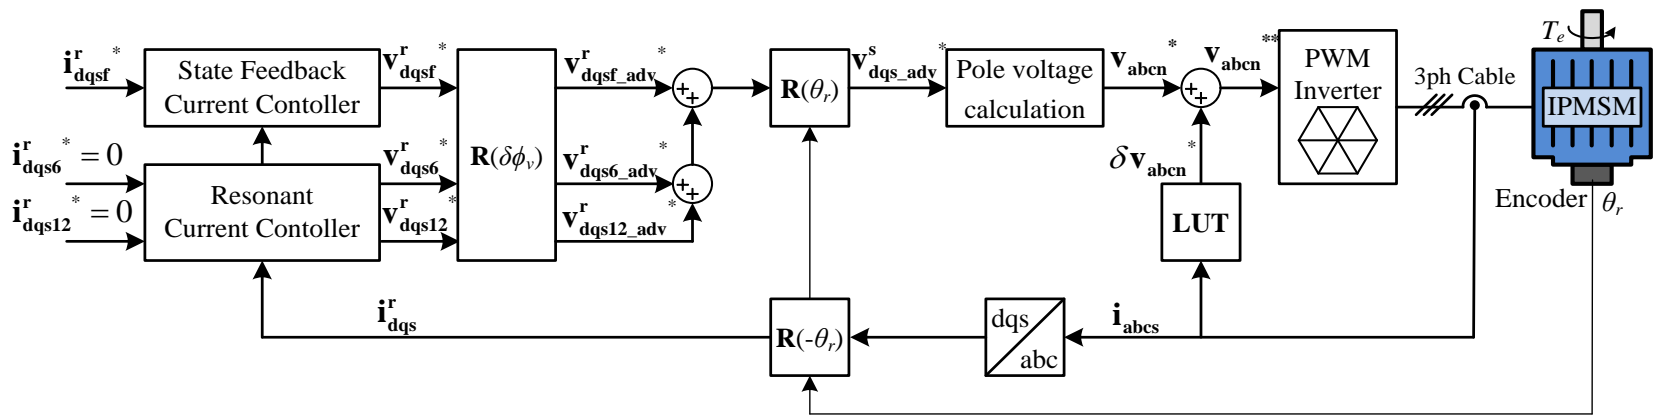 i^r_dqsf*
State Feedback
Current Contoller
v^r_dqsf*
v^r_dqsf_adv*
+
+
R(θ_r)
v^s_dqs_adv*
Pole voltage
calculation
v_abcn*
+
+
v_abcn**
PWM
Inverter
3ph Cable
T_e
IPMSM
i^r_dqs6* = 0
i^r_dqs12* = 0
Resonant
Current Contoller
v^r_dqs6*
v^r_dqs12*
R(δϕ_v)
v^r_dqs6_adv*
v^r_dqs12_adv*
+
+
δv_abcn*
LUT
Encoder
θ_r
i^r_dqs
R(-θ_r)
dqs
abc
i_abcs